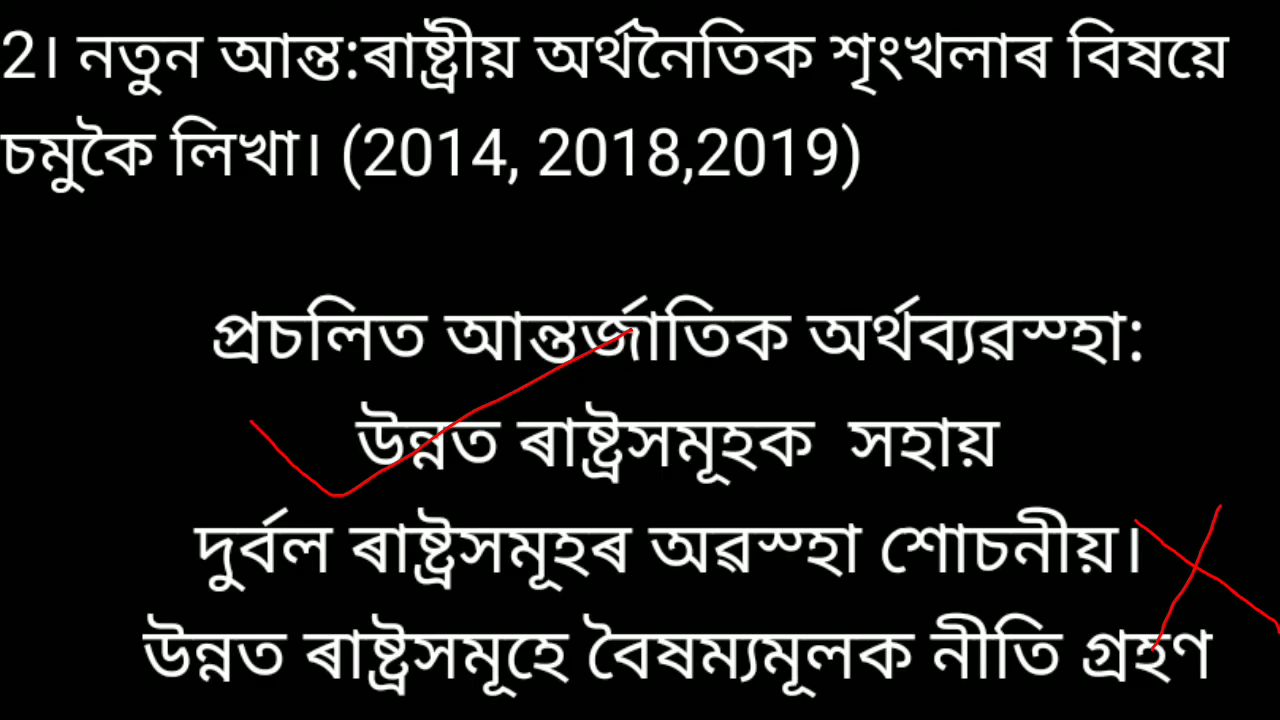 2। নতুন আন্ত:ৰাষ্ট্ৰীয় অৰ্থনৈতিক শৃংখলাৰ বিষয়ে
চমুকৈ লিখা। (2014, 2018,2019)
প্ৰচলিত আন্তৰ্জাতিক অৰ্থব্যৱস্হা:
উন্নত ৰাষ্ট্ৰসমূহক সহায়
দুৰ্বল ৰাষ্ট্ৰসমূহৰ অৱস্হা শোচনীয়।
উন্নত ৰাষ্ট্ৰসমূহে বৈষম্যমূলক নীতি গ্ৰহণ